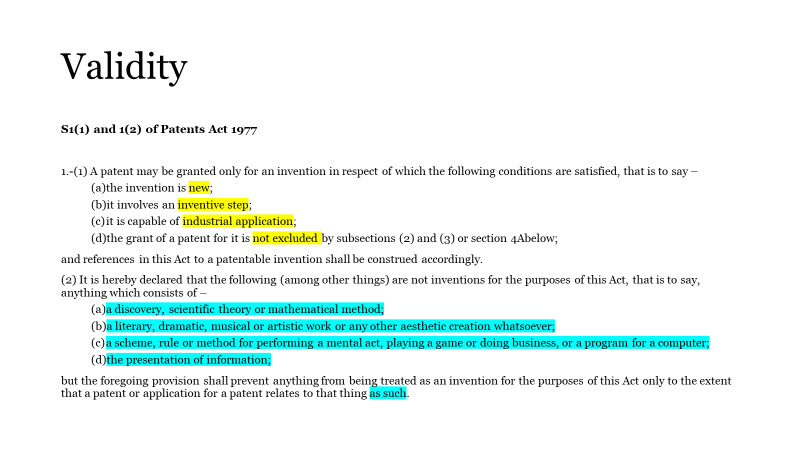 Validity
S1(1) and 1(2) of Patents Act 1977
1.-(1) A patent may be granted only for an invention in respect of which the following conditions are satisfied, that is to say –
(a)the invention is new;
(b)it involves an inventive step;
(c)it is capable of industrial application;
(d)the grant of a patent for it is not excluded by subsections (2) and (3) or section 4Abelow;
and references in this Act to a patentable invention shall be construed accordingly.
(2) It is hereby declared that the following (among other things) are not inventions for the purposes of this Act, that is to say,
anything which consists of –
(a)a discovery, scientific theory or mathematical method;
(b)a literary, dramatic, musical or artistic work or any other aesthetic creation whatsoever;
(c)a scheme, rule or method for performing a mental act, playing a game or doing business, or a program for a computer;
(d)the presentation of information;
but the foregoing provision shall prevent anything from being treated as an invention for the purposes of this Act only to the extent
that a patent or application for a patent relates to that thing as such.